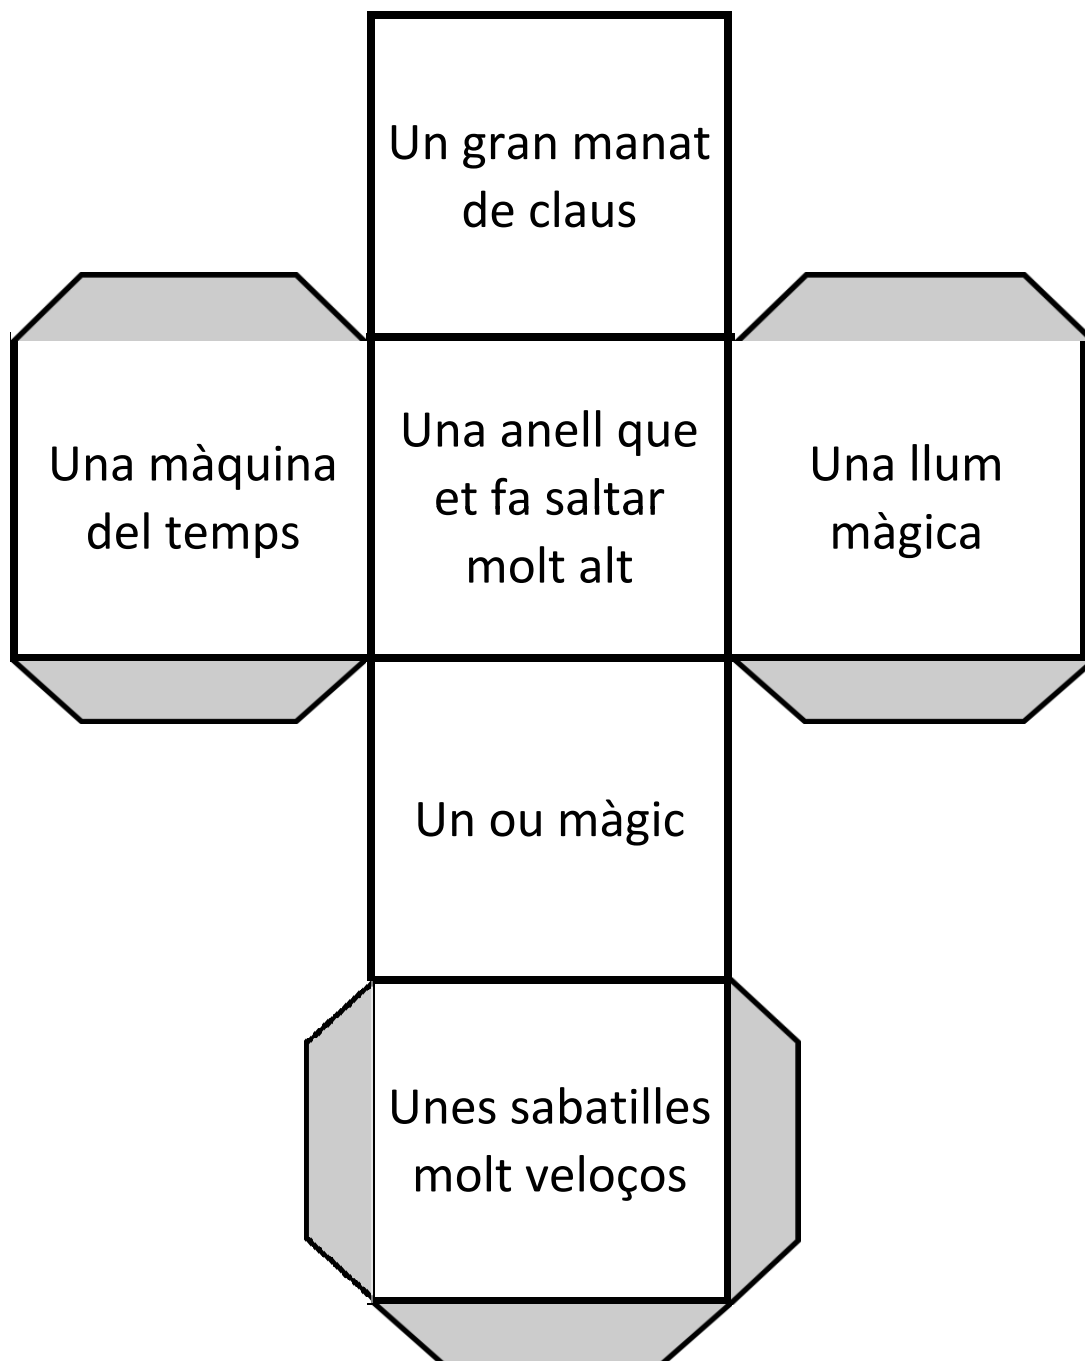 Un gran manat
de claus
Una màquina
del temps
Una anell que
et fa saltar
molt alt
Una llum
màgica
Un ou màgic
Unes sabatilles
molt veloços